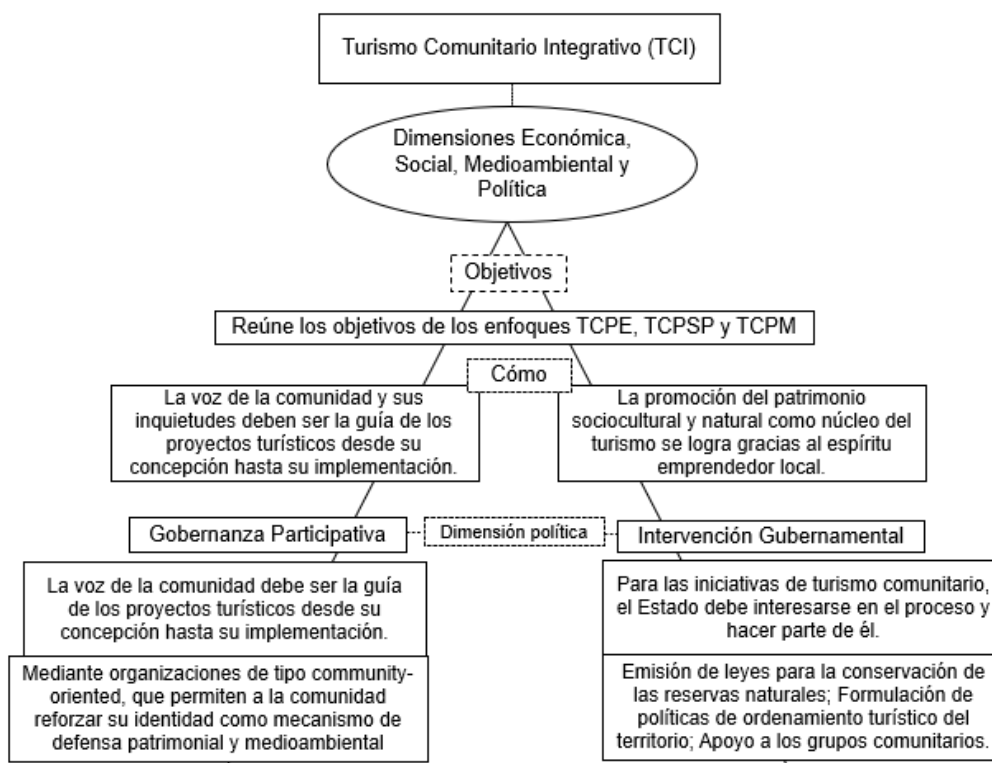 Turismo Comunitario Integrativo (TCI)
Dimensiones Económica,
Social, Medioambiental y
Política
Objetivos
Reúne los objetivos de los enfoques TCPE, TCPSP y TCPM
Cómo
La voz de la comunidad y sus
inquietudes deben ser la guía de los
proyectos turísticos desde su
concepción hasta su implementación.
La promoción del patrimonio
sociocultural y natural como núcleo del
turismo se logra gracias al espíritu
emprendedor local.
Gobernanza Participativa
Dimensión política
Intervención Gubernamental
La voz de la comunidad debe ser la guía
de los proyectos turísticos desde su
concepción hasta su implementación.
Mediante organizaciones de tipo community-
oriented, que permiten a la comunidad
reforzar su identidad como mecanismo de
defensa patrimonial y medioambiental
Para las iniciativas de turismo comunitario,
el Estado debe interesarse en el proceso y
hacer parte de él.
Emisión de leyes para la conservación de
las reservas naturales; Formulación de
políticas de ordenamiento turístico del
territorio; Apoyo a los grupos comunitarios.